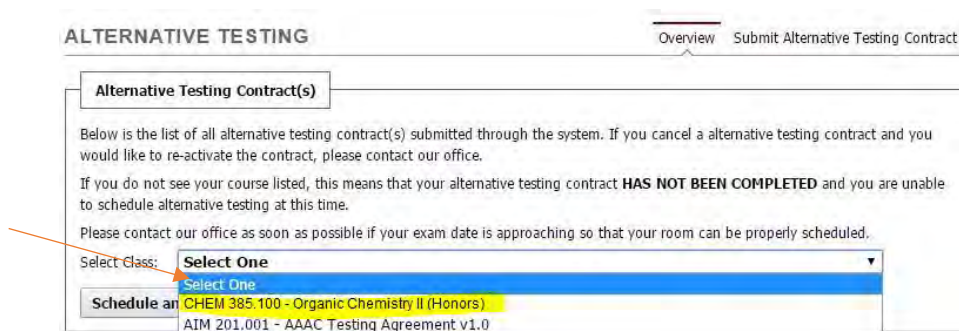 ALTERNATIVE TESTING
Overview Submit Alternative Testing Contract
Alternative Testing Contract(s)
Below is the list of all alternative testing contract(s) submitted through the system. If you cancel a alternative testing contract and you
would like to re-activate the contract, please contact our office.
If you do not see your course listed, this means that your alternative testing contract HAS NOT BEEN COMPLETED and you are unable
to schedule alternative testing at this time.
Please contact our office as soon as possible if your exam date is approaching so that your room can be properly scheduled.
Select Class: Select One
Select One
Schedule an CHEM 385.100 - Organic Chemistry II (Honors)
AIM 201.001 - AAAC Testing Agreement v1.0